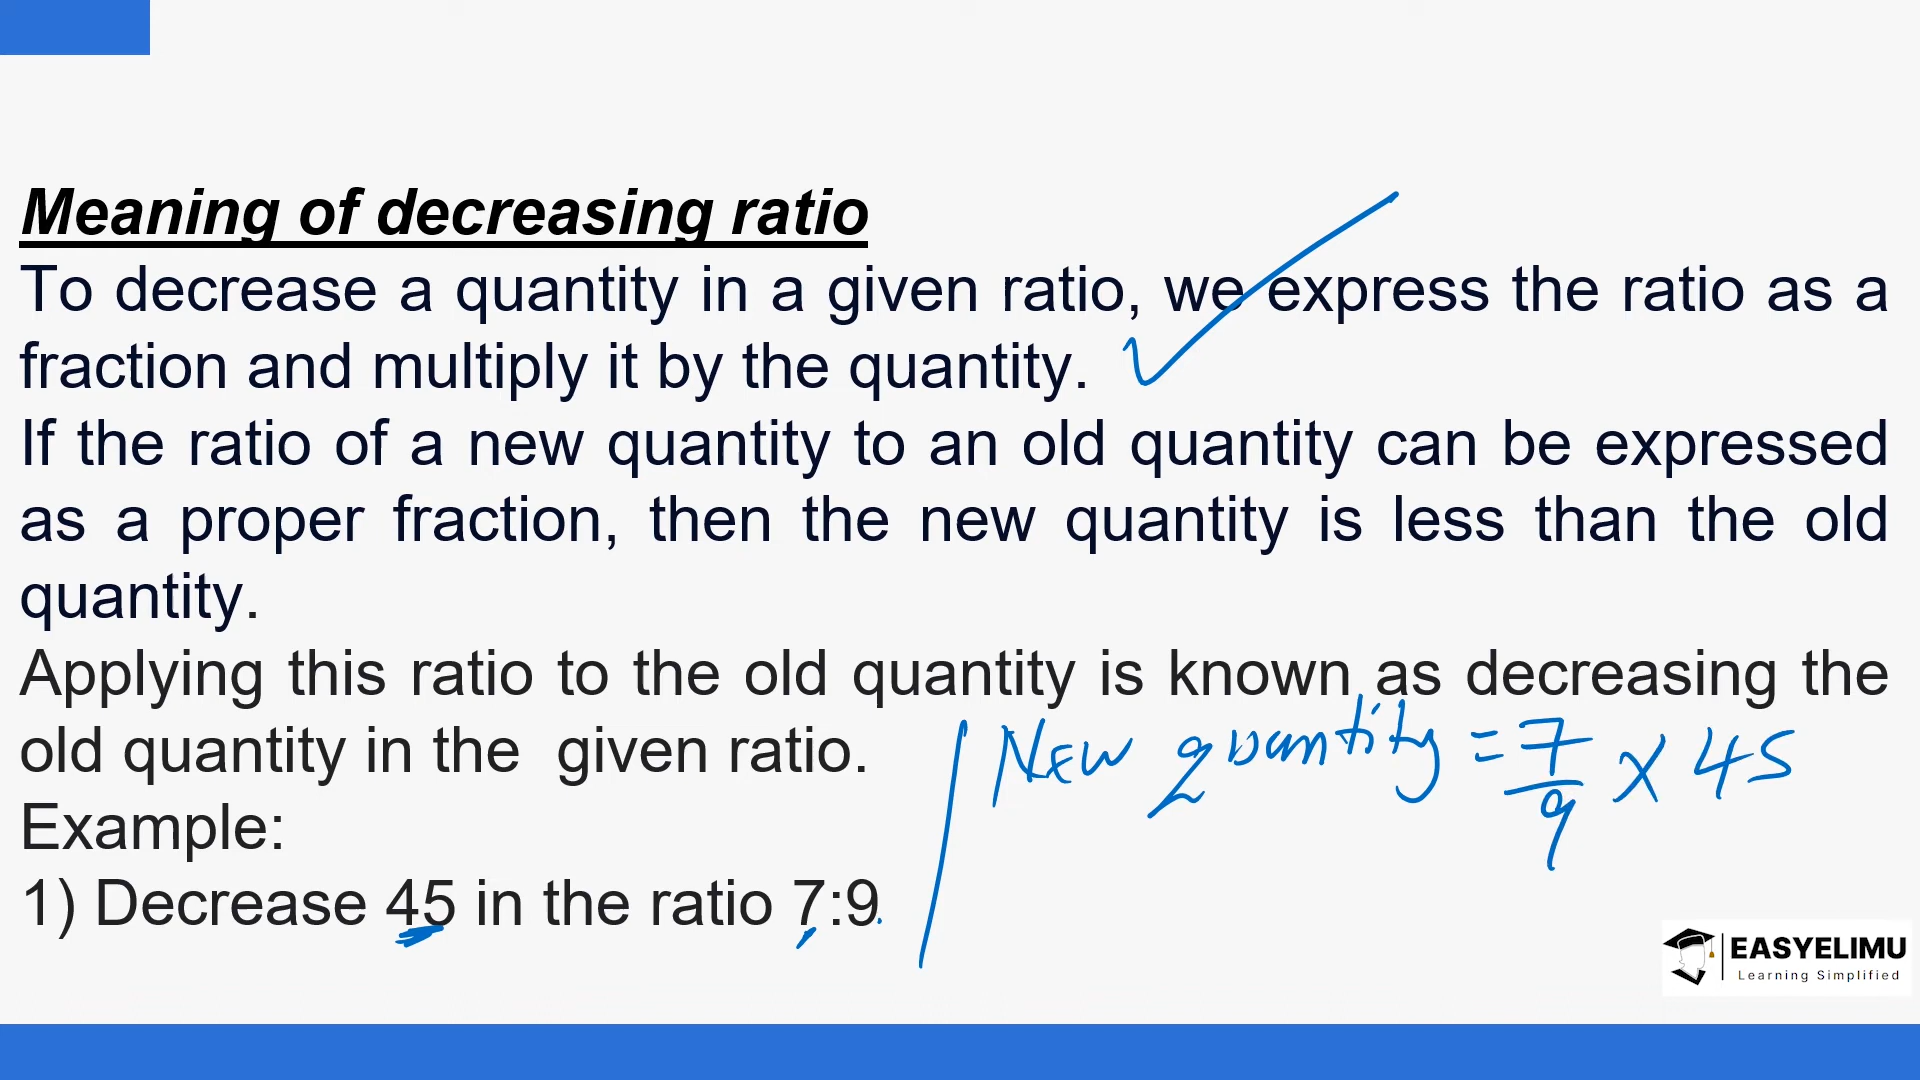 Meaning of decreasing ratio
To decrease a quantity in a given ratio, we express the ratio as a
fraction and multiply it by the quantity.
If the ratio of a new quantity to an old quantity can be expressed
as a proper fraction, then the new quantity is less than the old
quantity.
Applying this ratio to the old quantity is known as decreasing the
old quantity in the given ratio.
New quantity = 7/9 x 45
Example:
1) Decrease 45 in the ratio 7:9.
EASYELIMU
Learning Simplified